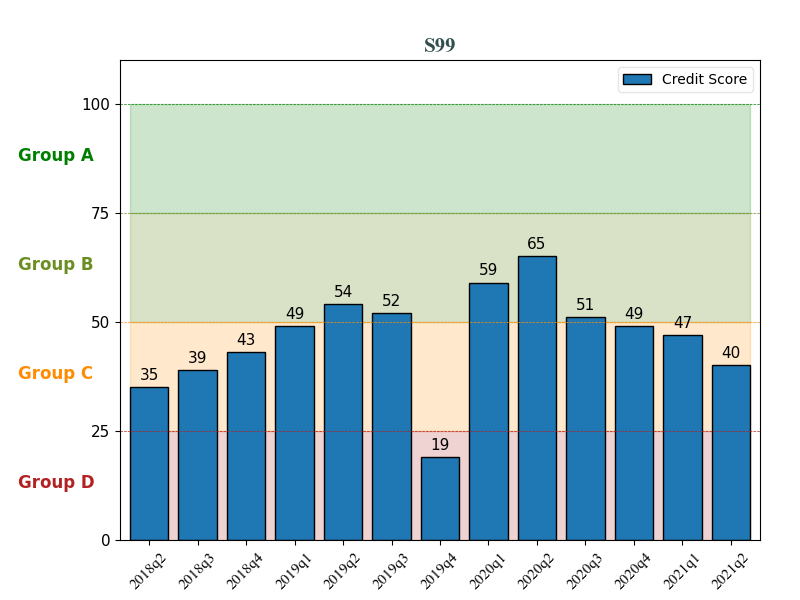 S99
Credit Score
100
Group A
75
65
Group B
59
54
52
51
50
49
49
47
43
40
39
Group C
35
25
19
Group D
0
2018q2
2018q3
2018q4
2019q1
2019q2
2019q3
2019q4
2020q1
2020q2
2020q3
2020q4
2021q1
2021q2